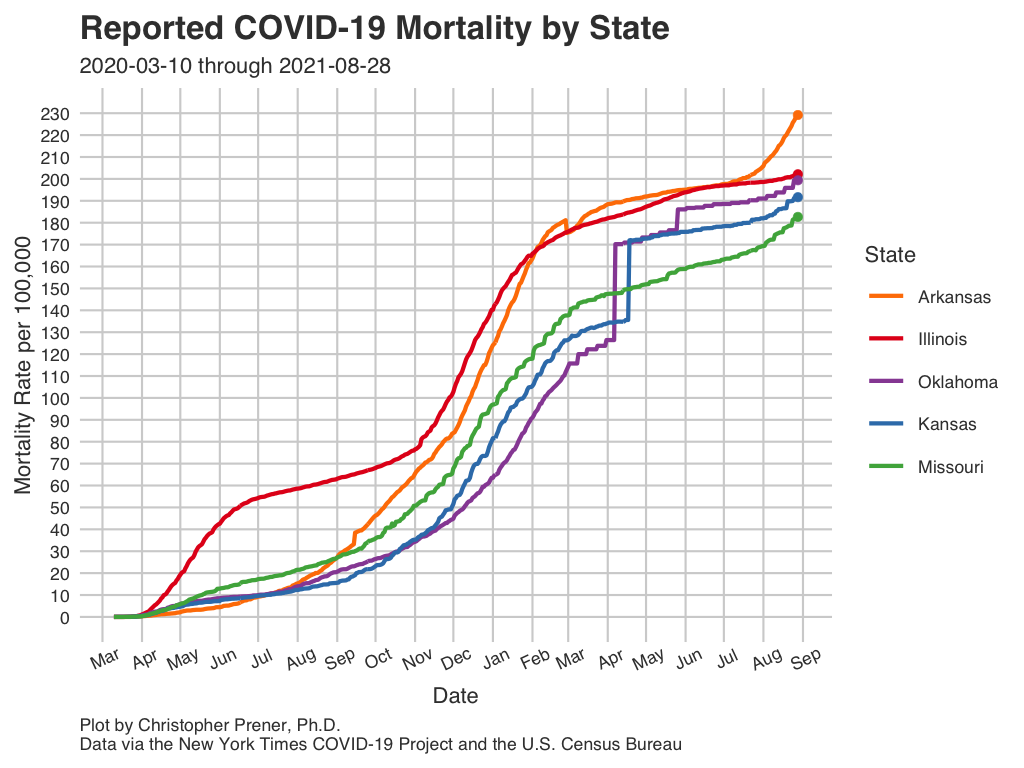 Reported COVID-19 Mortality by State
2020-03-10 through 2021-08-28
Mortality Rate per 100,000
230
220
210
200
190
180
170
160
150
140
130
120
110
100
90
80
70
60
50
40
30
20
10
0
Mar Apr May Jun Jul Aug Sep Oct Nov Dec Jan Feb Mar Apr May Jun Jul Aug Sep
Date
State
Arkansas
Illinois
Oklahoma
Kansas
Missouri
Plot by Christopher Prener, Ph.D.
Data via the New York Times COVID-19 Project and the U.S. Census Bureau